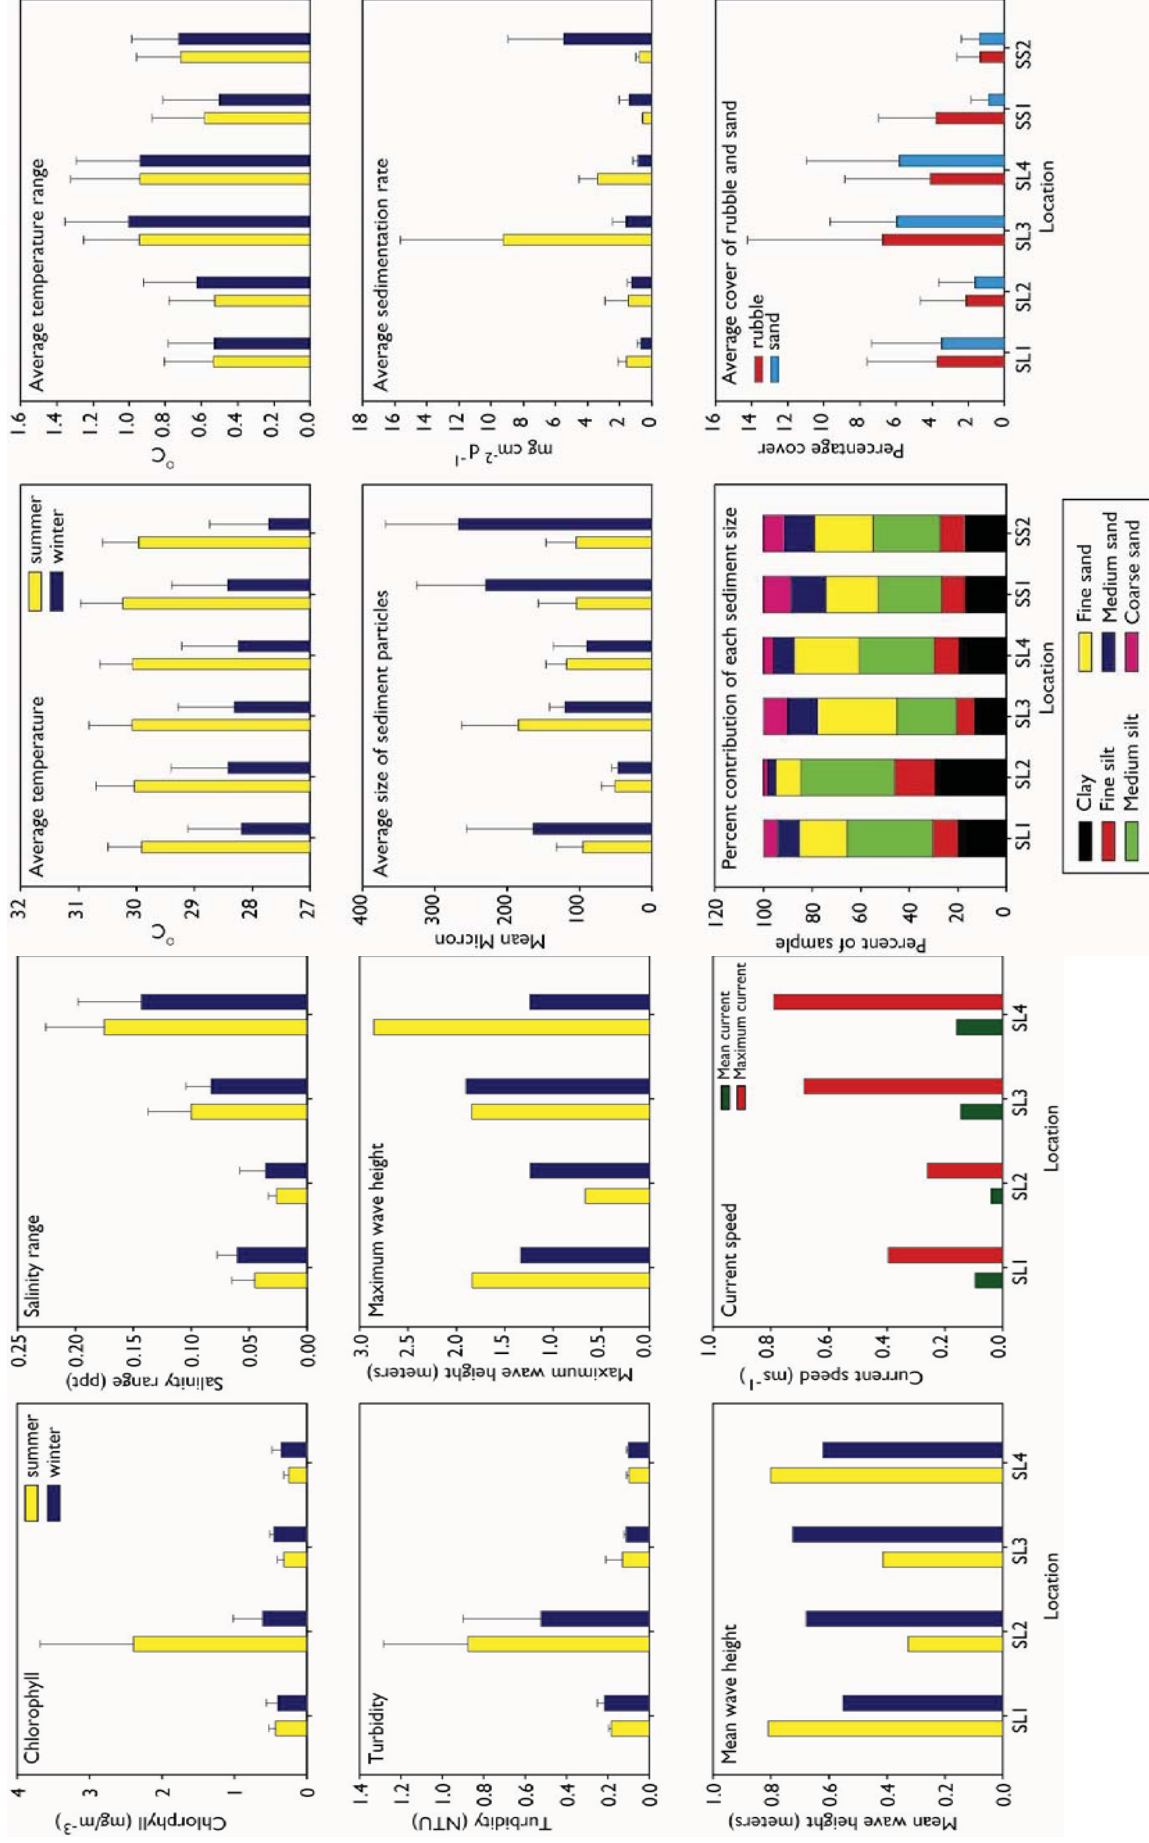 Chlorophyll
summer
winter
Chlorophyll (mg/m-3)
4
3
2
1
0
Salinity range
Salinity range (ppt)
0.25
0.20
0.15
0.10
0.05
0.00
Average temperature
summer
winter
°C
32
31
30
29
28
27
Average temperature range
°C
1.6
1.4
1.2
1.0
0.8
0.6
0.4
0.2
0.0
Turbidity
Turbidity (NTU)
1.4
1.2
1.0
0.8
0.6
0.4
0.2
0.0
Maximum wave height
Maximum wave height (meters)
3.0
2.5
2.0
1.5
1.0
0.5
0.0
Average size of sediment particles
Mean Micron
400
300
200
100
0
Average sedimentation rate
mg cm-2 d-1
18
16
14
12
10
8
6
4
2
0
Mean wave height
Mean wave height (meters)
1.0
0.8
0.6
0.4
0.2
0.0
SL1 SL2 SL3 SL4
Location
Current speed
Mean current
Maximum current
Current speed (ms-1)
1.0
0.8
0.6
0.4
0.2
0.0
SL1 SL2 SL3 SL4
Location
Percent contribution of each sediment size
Percent of sample
120
100
80
60
40
20
0
SL1 SL2 SL3 SL4 SS1 SS2
Location
Clay Fine sand
Fine silt Medium sand
Medium silt Coarse sand
Average cover of rubble and sand
rubble
sand
Percentage cover
16
14
12
10
8
6
4
2
0
SL1 SL2 SL3 SL4 SS1 SS2
Location